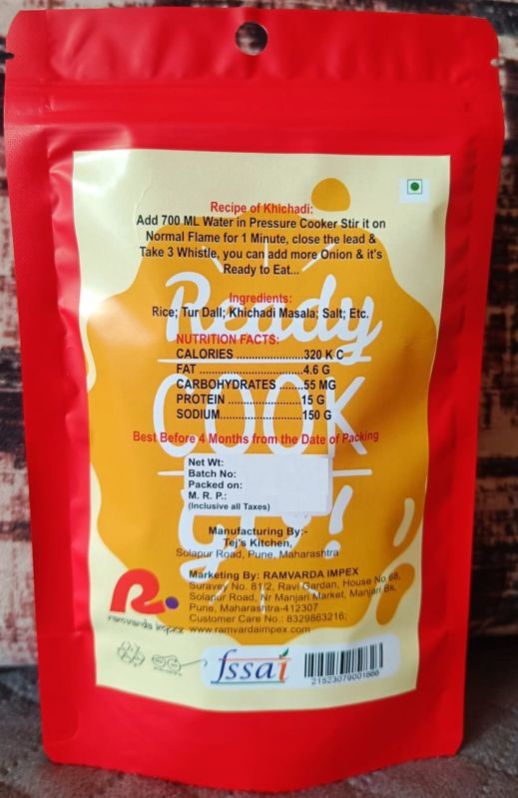 Recipe of Khichadi:
Add 700 ML Water in Pressure Cooker Stir it on
Normal Flame for 1 Minute, close the lead &
Take 3 Whistle, you can add more Onion & it's
Ready to Eat...
Ingredients:
Rice; Tur Dall; Khichadi Masala; Salt; Etc.
Ready
COOK
GO!
NUTRITION FACTS:
CALORIES ......................320 K C
FAT ..................................4.6 G
CARBOHYDRATES ........55 MG
PROTEIN ........................15 G
SODIUM..........................150 G
Best Before 4 Months from the Date of Packing
Net Wt:
Batch No:
Packed on:
M. R. P.:
(Inclusive all Taxes)
Manufacturing By:-
Tej's Kitchen,
Solapur Road, Pune, Maharashtra
Marketing By: RAMVARDA IMPEX
Suravey No. 81/2, Ravi Gardan, House No 68,
Solapur Road, Nr Manjari Market, Manjari Bk,
Pune, Maharashtra-412307
Customer Care No.: 8329863216;
www.ramvardaimpex.com
R
ramvarda impex
fssai
21523079001866